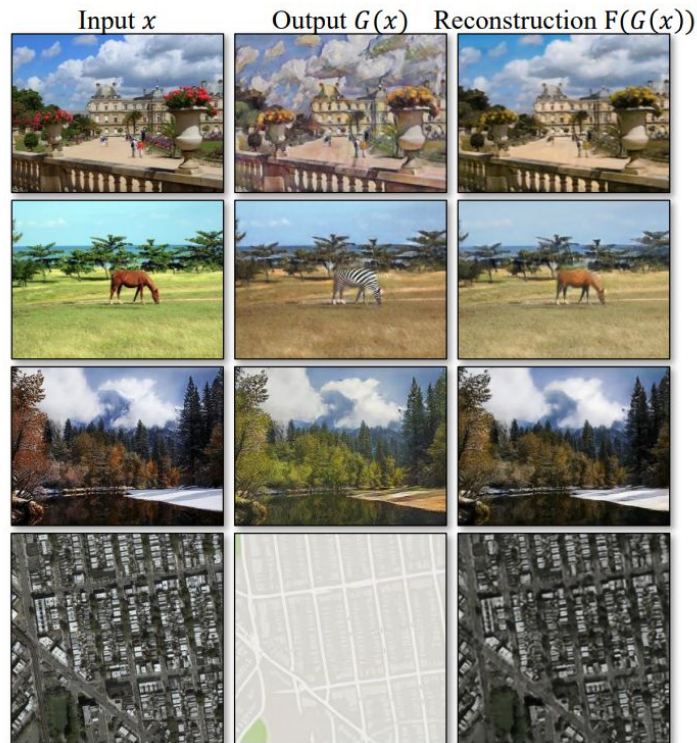 Input 𝑥 Output 𝐺(𝑥) Reconstruction F(𝐺(𝑥))